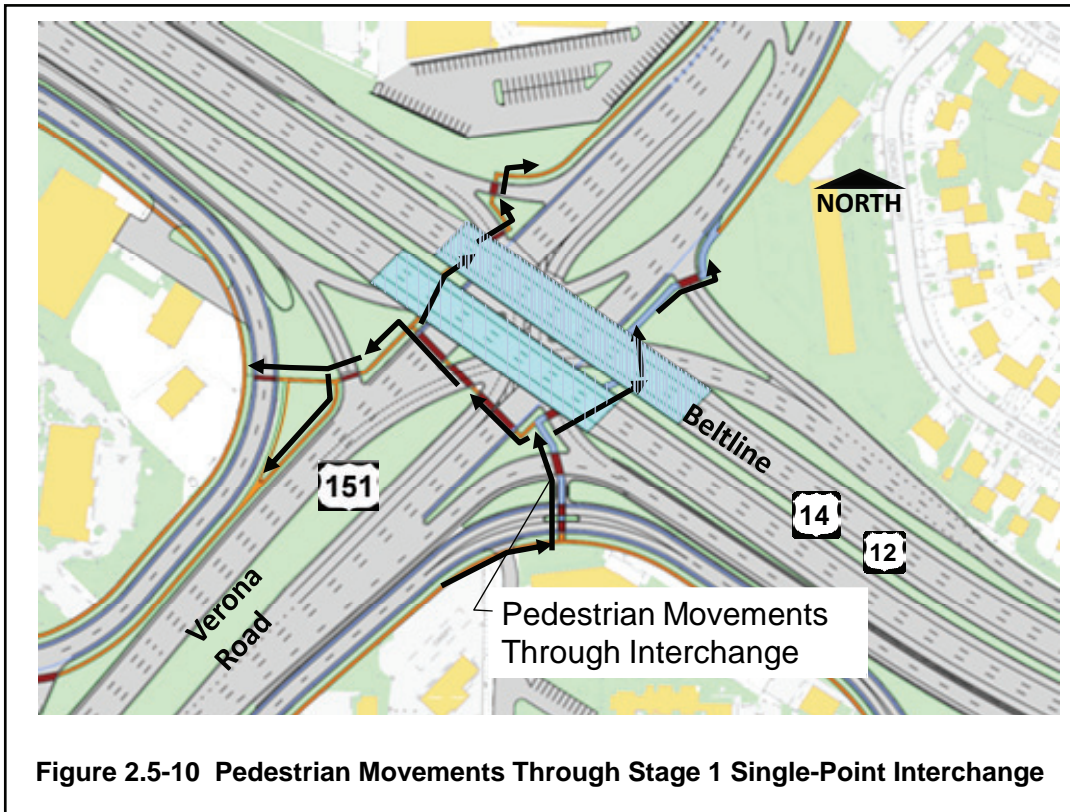 NORTH
Beltline
151
14
12
Verona
Road
Pedestrian Movements
Through Interchange
Figure 2.5-10 Pedestrian Movements Through Stage 1 Single-Point Interchange